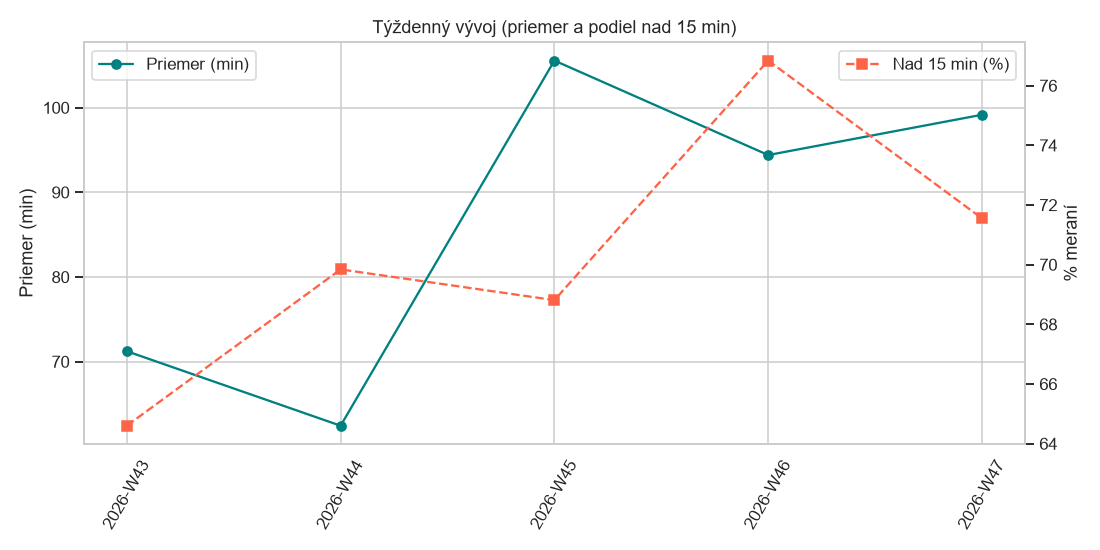 Týždenný vývoj (priemer a podiel nad 15 min)
Priemer (min)
Nad 15 min (%)
Priemer (min)
100
90
80
70
76
74
72
70
68
66
64
% meraní
2026-W43
2026-W44
2026-W45
2026-W46
2026-W47